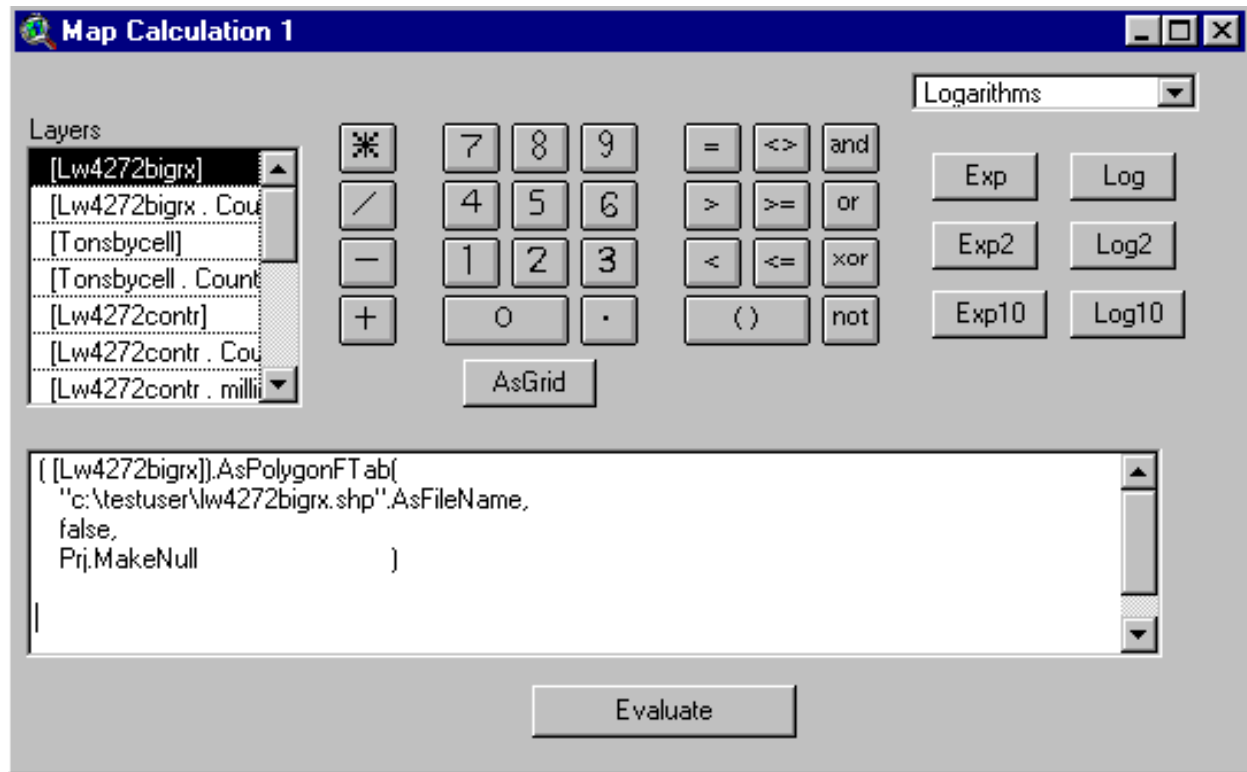 Map Calculation 1
Logarithms
Layers
[Lw4272bigrx]
[Lw4272bigrx . Cou
[Tonsbycell]
[Tonsbycell . Count
[Lw4272contr]
[Lw4272contr . Cou
[Lw4272contr . milli
* 7 8 9 = <> and
/ 4 5 6 > >= or
− 1 2 3 < <= xor
+ 0 . () not
AsGrid
Exp Log
Exp2 Log2
Exp10 Log10
( [Lw4272bigrx]).AsPolygonFTab(
"c:\testuser\lw4272bigrx.shp".AsFileName,
false,
Prj.MakeNull )
Evaluate